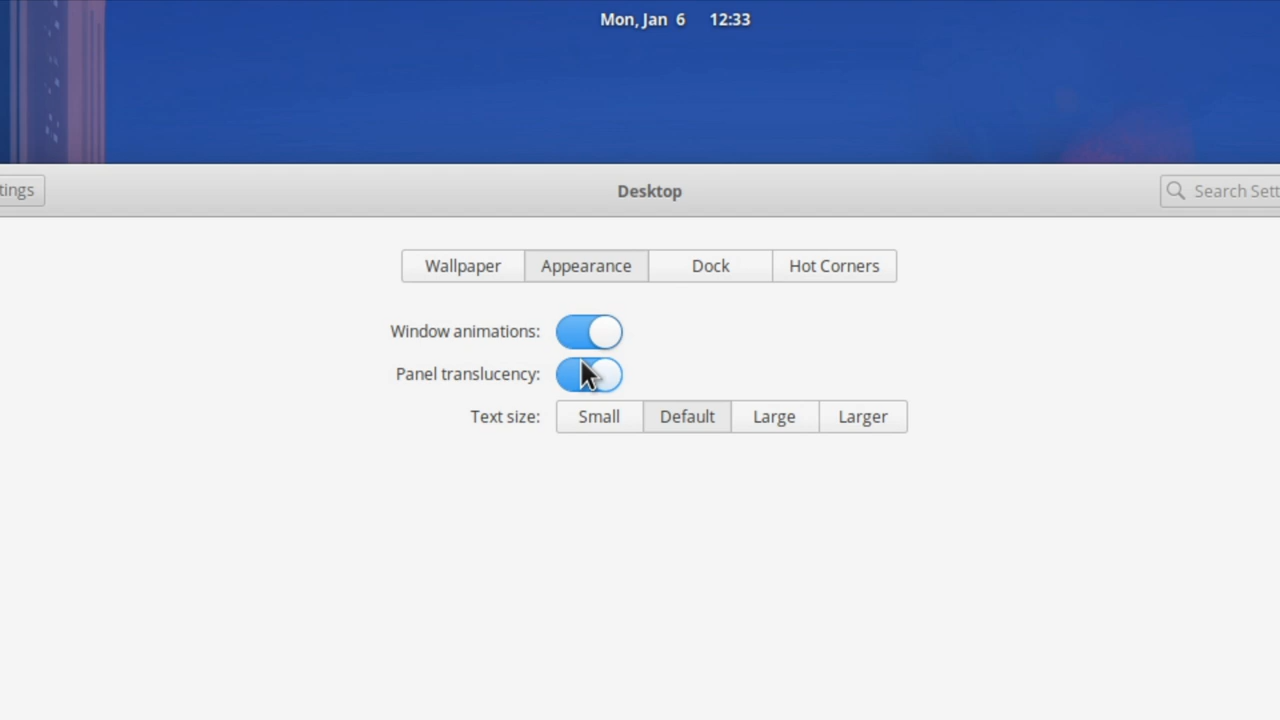 Mon, Jan 6 12:33
tings
Desktop
Search Sett
Wallpaper
Appearance
Dock
Hot Corners
Window animations:
Panel translucency:
Text size:
Small
Default
Large
Larger